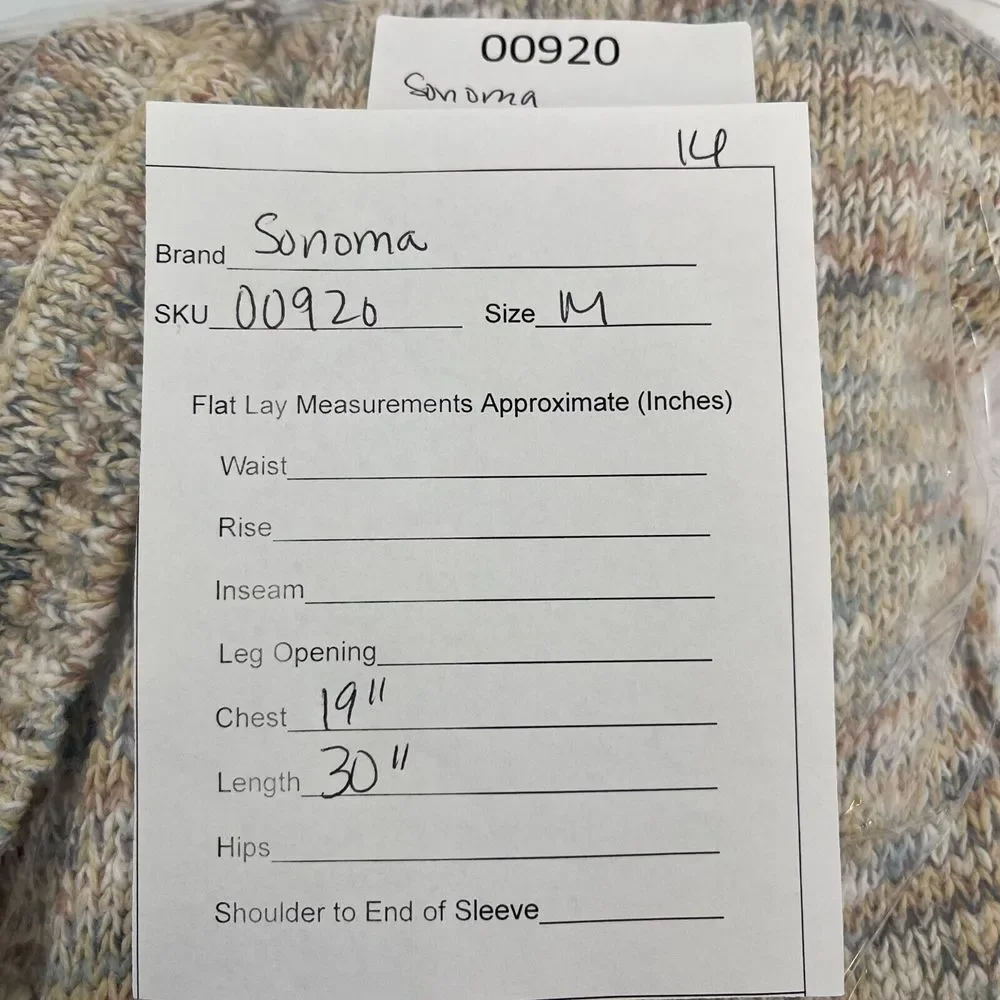 00920
Sonoma
14
Brand Sonoma
SKU 00920 Size M
Flat Lay Measurements Approximate (Inches)
Waist
Rise
Inseam
Leg Opening
Chest 19"
Length 30"
Hips
Shoulder to End of Sleeve